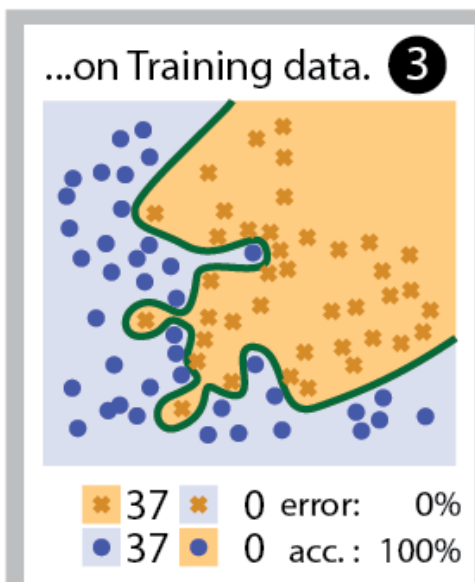 ...on Training data. 3
37 0 error: 0%
37 0 acc.: 100%